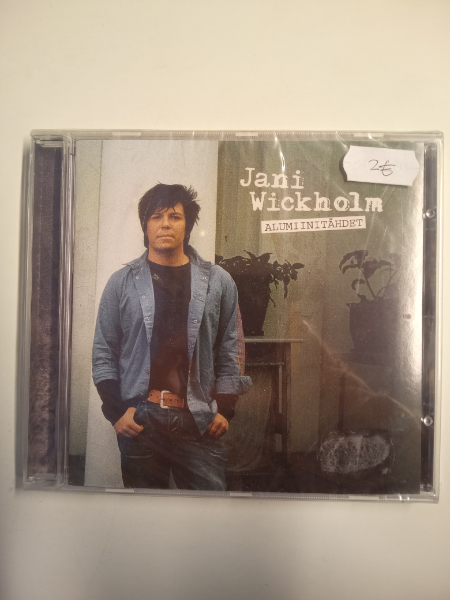 2€
Jani
Wickholm
ALUMIINITÄHDET